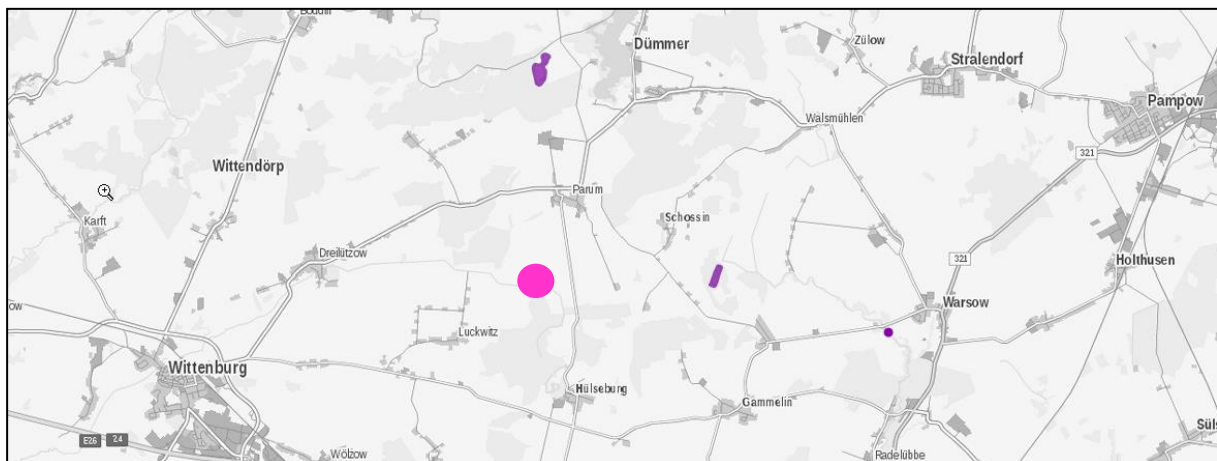 Dümmer
Zülow
Stralendorf
Pampow
Walsmühlen
321
Wittendörp
Parum
Karft
Schossin
Dreilützow
321
Holthusen
Warsow
Luckwitz
Wittenburg
Hülseburg
Gammelin
E26
24
Wölzow
Radelübbe